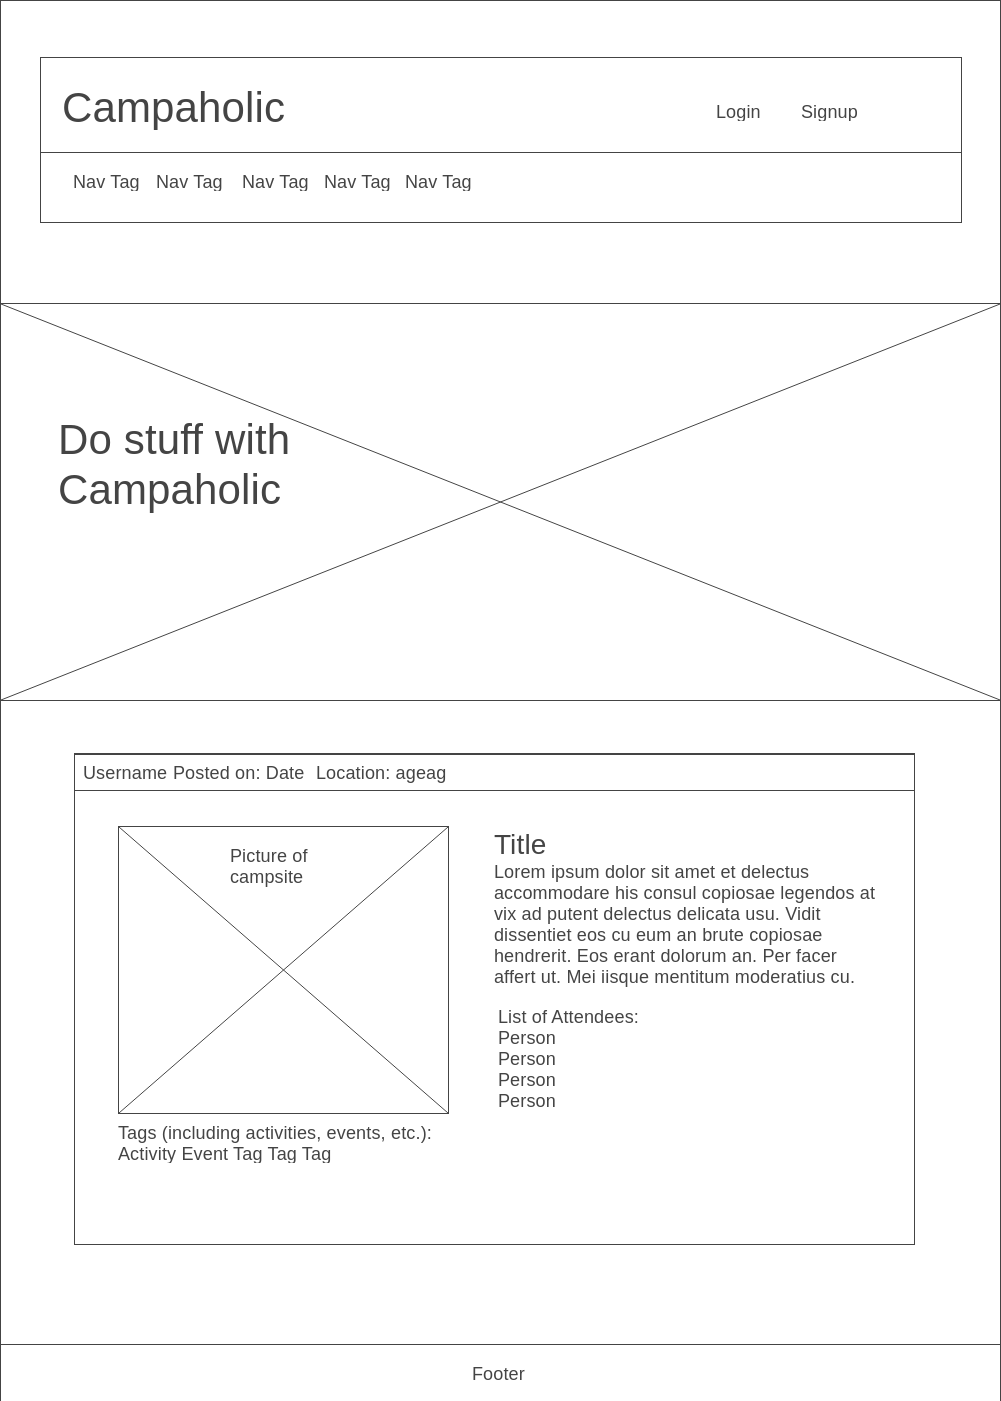 Campaholic
Login Signup
Nav Tag Nav Tag Nav Tag Nav Tag Nav Tag
Do stuff with
Campaholic
Username Posted on: Date Location: ageag
Picture of
campsite
Tags (including activities, events, etc.):
Activity Event Tag Tag Tag
Title
Lorem ipsum dolor sit amet et delectus
accommodare his consul copiosae legendos at
vix ad putent delectus delicata usu. Vidit
dissentiet eos cu eum an brute copiosae
hendrerit. Eos erant dolorum an. Per facer
affert ut. Mei iisque mentitum moderatius cu.
List of Attendees:
Person
Person
Person
Person
Footer